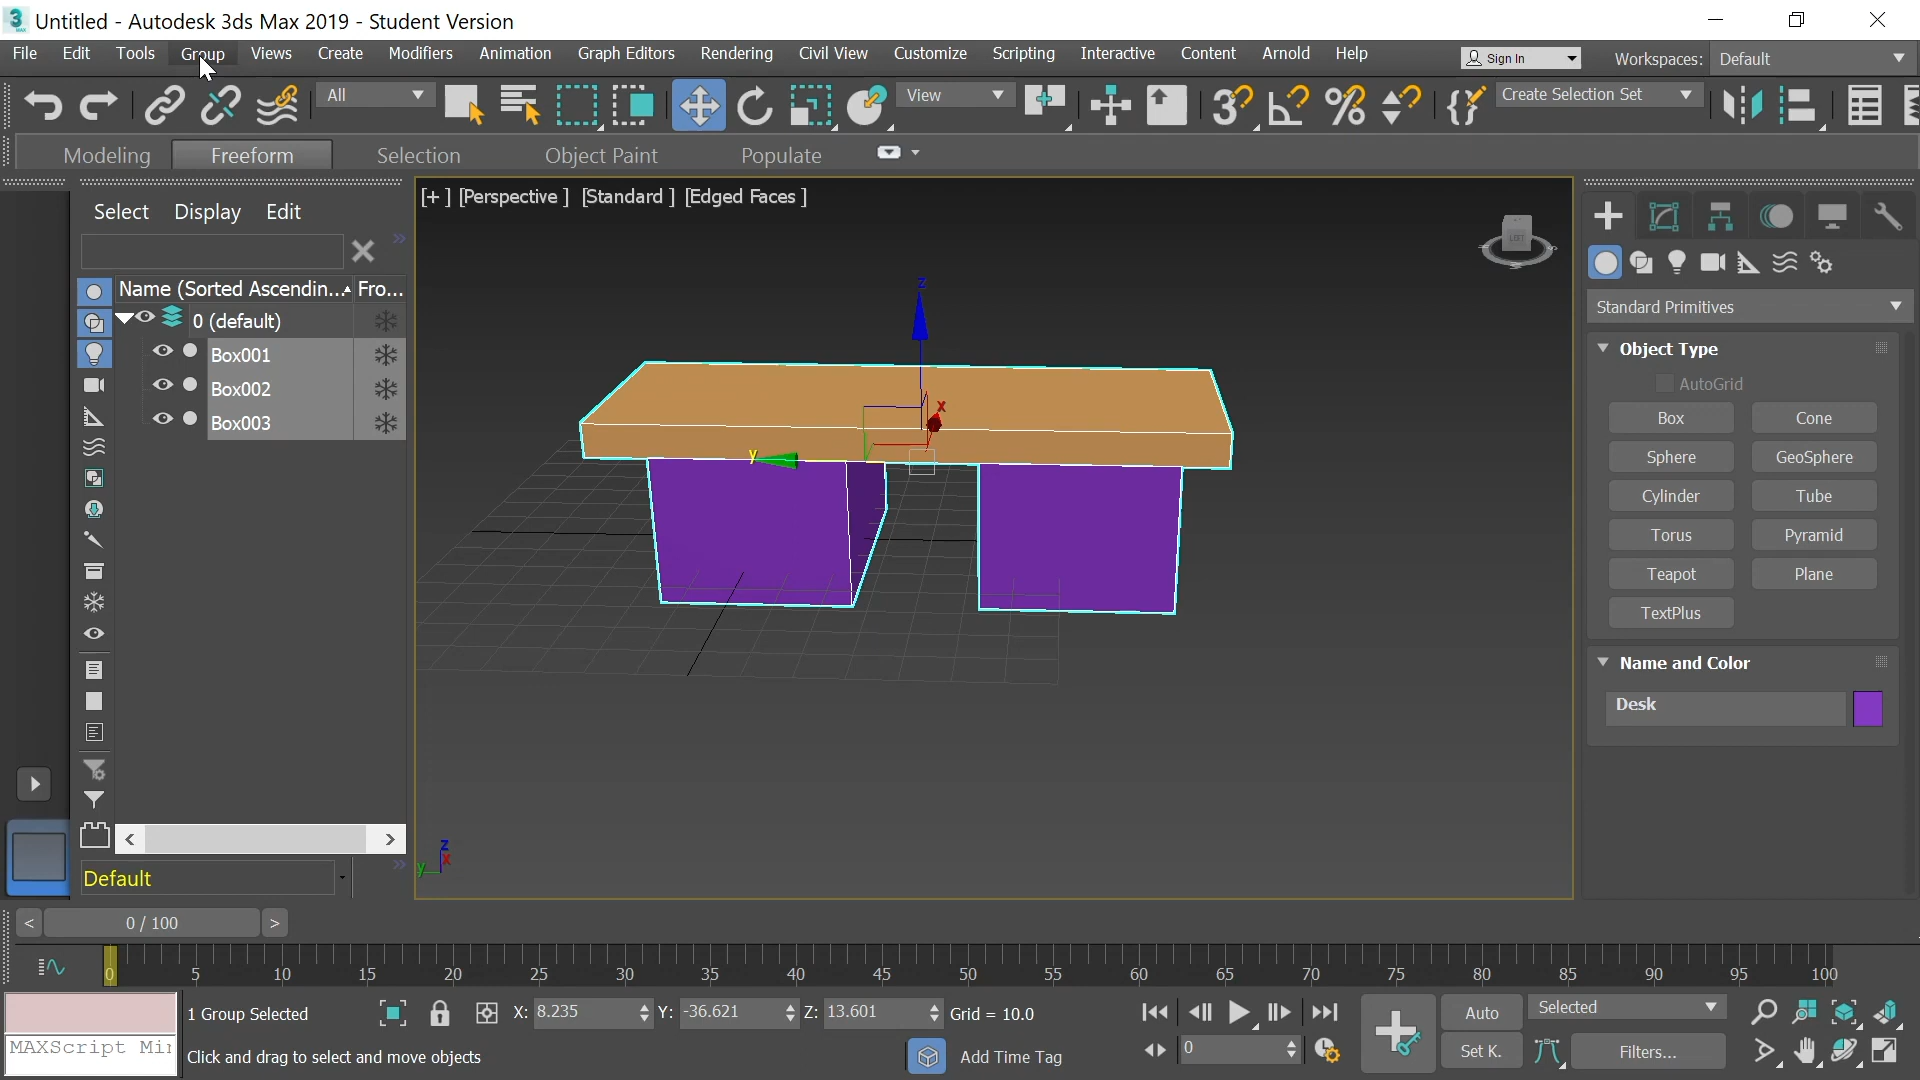 Untitled - Autodesk 3ds Max 2019 - Student Version
File Edit Tools Group Views Create Modifiers Animation Graph Editors Rendering Civil View Customize Scripting Interactive Content Arnold Help Sign In Workspaces: Default
All View 3 Create Selection Set
Modeling Freeform Selection Object Paint Populate
Select Display Edit
Name (Sorted Ascendin... Fro...
0 (default)
Box001
Box002
Box003
Default
[+] [Perspective] [Standard] [Edged Faces]
LEFT
z
x
y
z
x
y
Standard Primitives
Object Type
AutoGrid
Box Cone
Sphere GeoSphere
Cylinder Tube
Torus Pyramid
Teapot Plane
TextPlus
Name and Color
Desk
< 0 / 100 >
0 5 10 15 20 25 30 35 40 45 50 55 60 65 70 75 80 85 90 95 100
1 Group Selected X: 8.235 Y: -36.621 Z: 13.601 Grid = 10.0 Auto Selected
MAXScript Mi
Click and drag to select and move objects Add Time Tag 0 Set K. Filters...